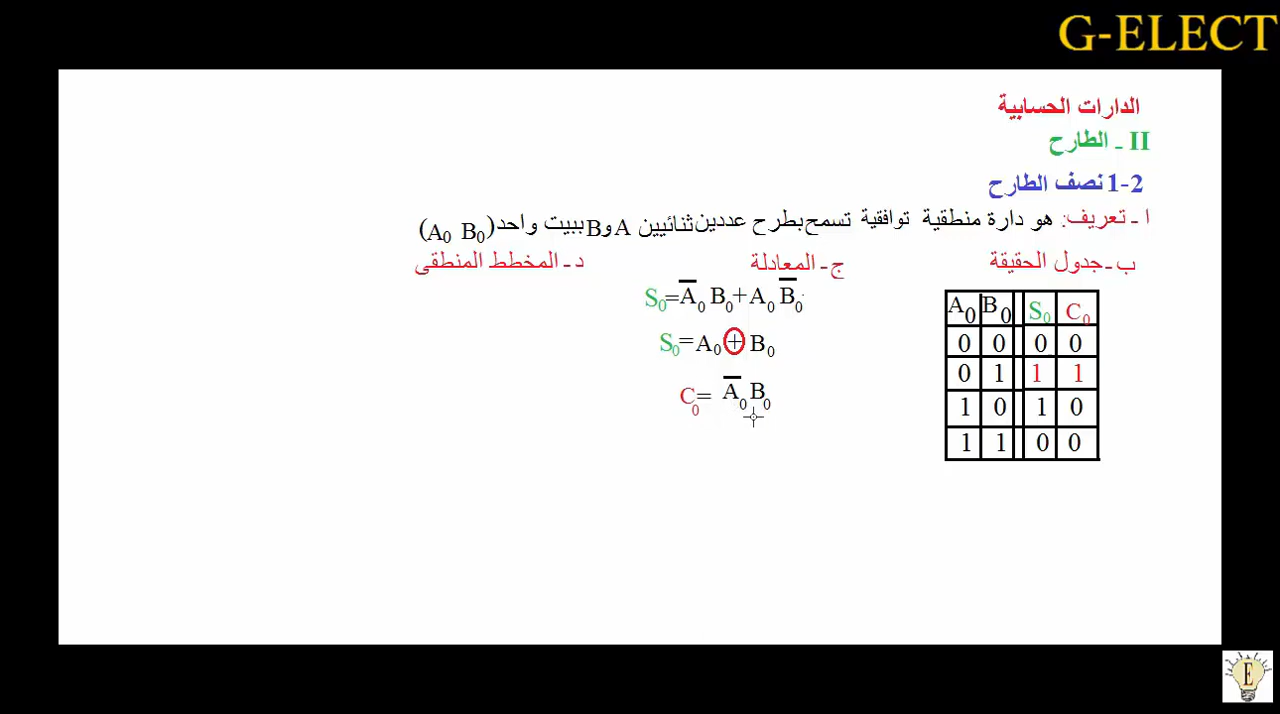 G-ELECT
الدارات الحسابية
II ـ الطارح
1-2 نصف الطارح
ا ـ تعريف: هو دارة منطقية توافقية تسمح بطرح عددين ثنائيين A وB ببيت واحد(A0 B0)
ب ـ جدول الحقيقة
A0 B0 S0 C0
0 0 0 0
0 1 1 1
1 0 1 0
1 1 0 0
ج ـ المعادلة
S0=A̅0 B0+A0 B̅0
S0=A0⊕B0
C0= A̅0B0
د ـ المخطط المنطقى
E